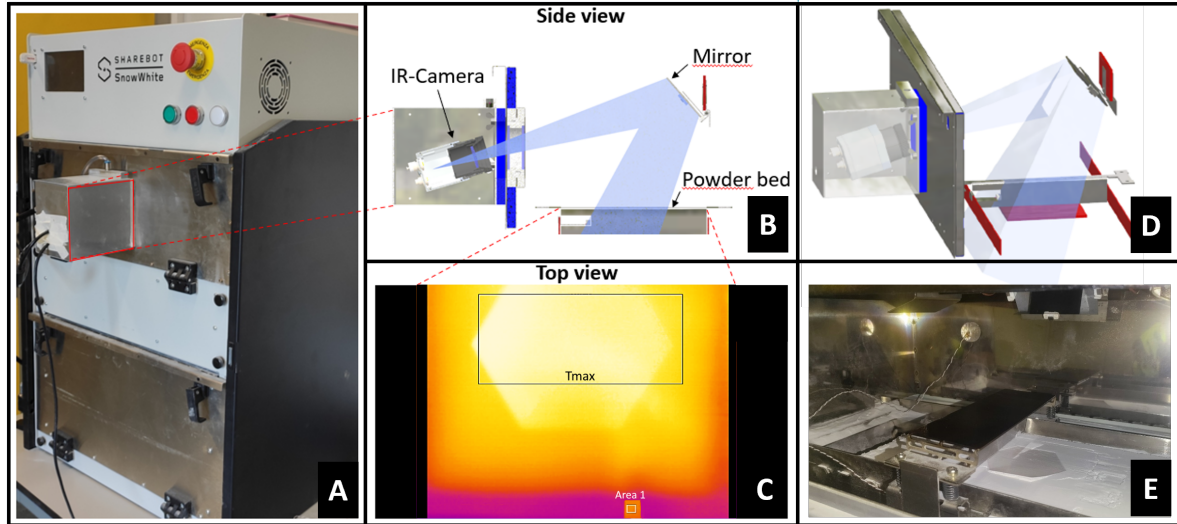 SHAREBOT
SnowWhite
A
Side view
IR-Camera
Mirror
Powder bed
B
Top view
Tmax
Area 1
C
D
E